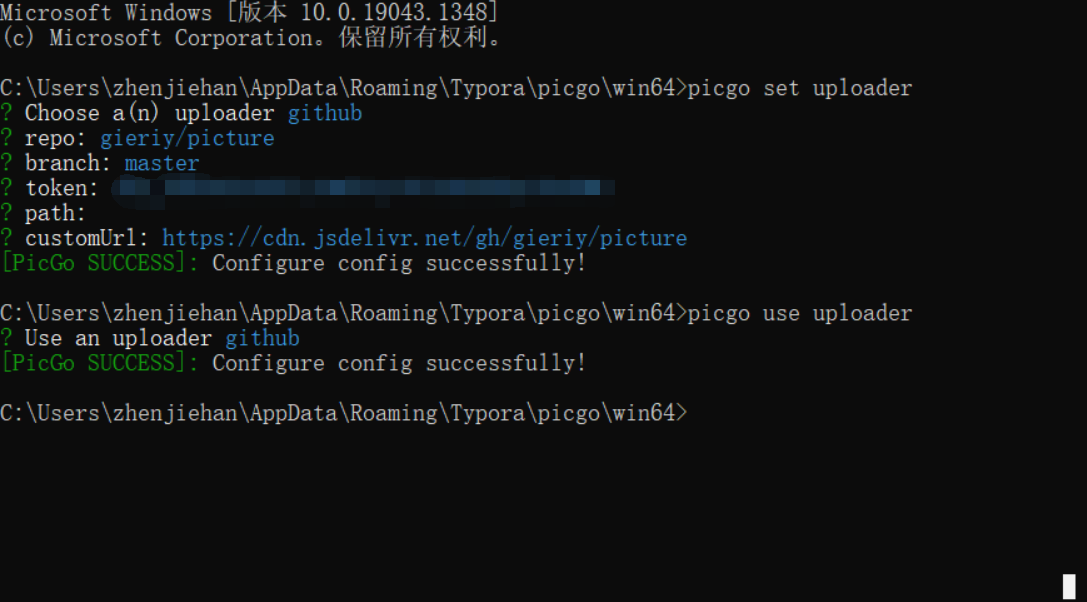 Microsoft Windows [版本 10.0.19043.1348]
(c) Microsoft Corporation。保留所有权利。
C:\Users\zhenjiehan\AppData\Roaming\Typora\picgo\win64>picgo set uploader
? Choose a(n) uploader github
? repo: gieriy/picture
? branch: master
? token:
? path:
? customUrl: https://cdn.jsdelivr.net/gh/gieriy/picture
[PicGo SUCCESS]: Configure config successfully!
C:\Users\zhenjiehan\AppData\Roaming\Typora\picgo\win64>picgo use uploader
? Use an uploader github
[PicGo SUCCESS]: Configure config successfully!
C:\Users\zhenjiehan\AppData\Roaming\Typora\picgo\win64>